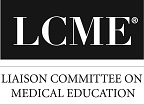 LCME®
LIAISON COMMITTEE ON
MEDICAL EDUCATION